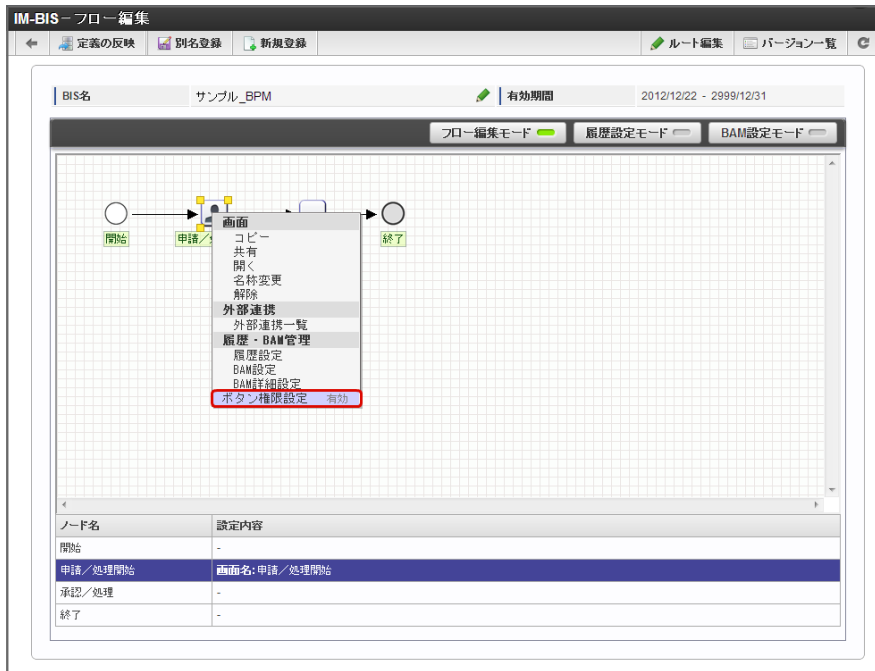 IM-BIS－フロー編集
定義の反映 別名登録 新規登録 ルート編集 バージョン一覧
BIS名 サンプル_BPM 有効期間 2012/12/22 - 2999/12/31
フロー編集モード 履歴設定モード BAM設定モード
開始 申請／ 終了
画面
コピー
共有
開く
名称変更
解除
外部連携
外部連携一覧
履歴・BAM管理
履歴設定
BAM設定
BAM詳細設定
ボタン権限設定 有効
ノード名 設定内容
開始 -
申請／処理開始 画面名:申請／処理開始
承認／処理 -
終了 -